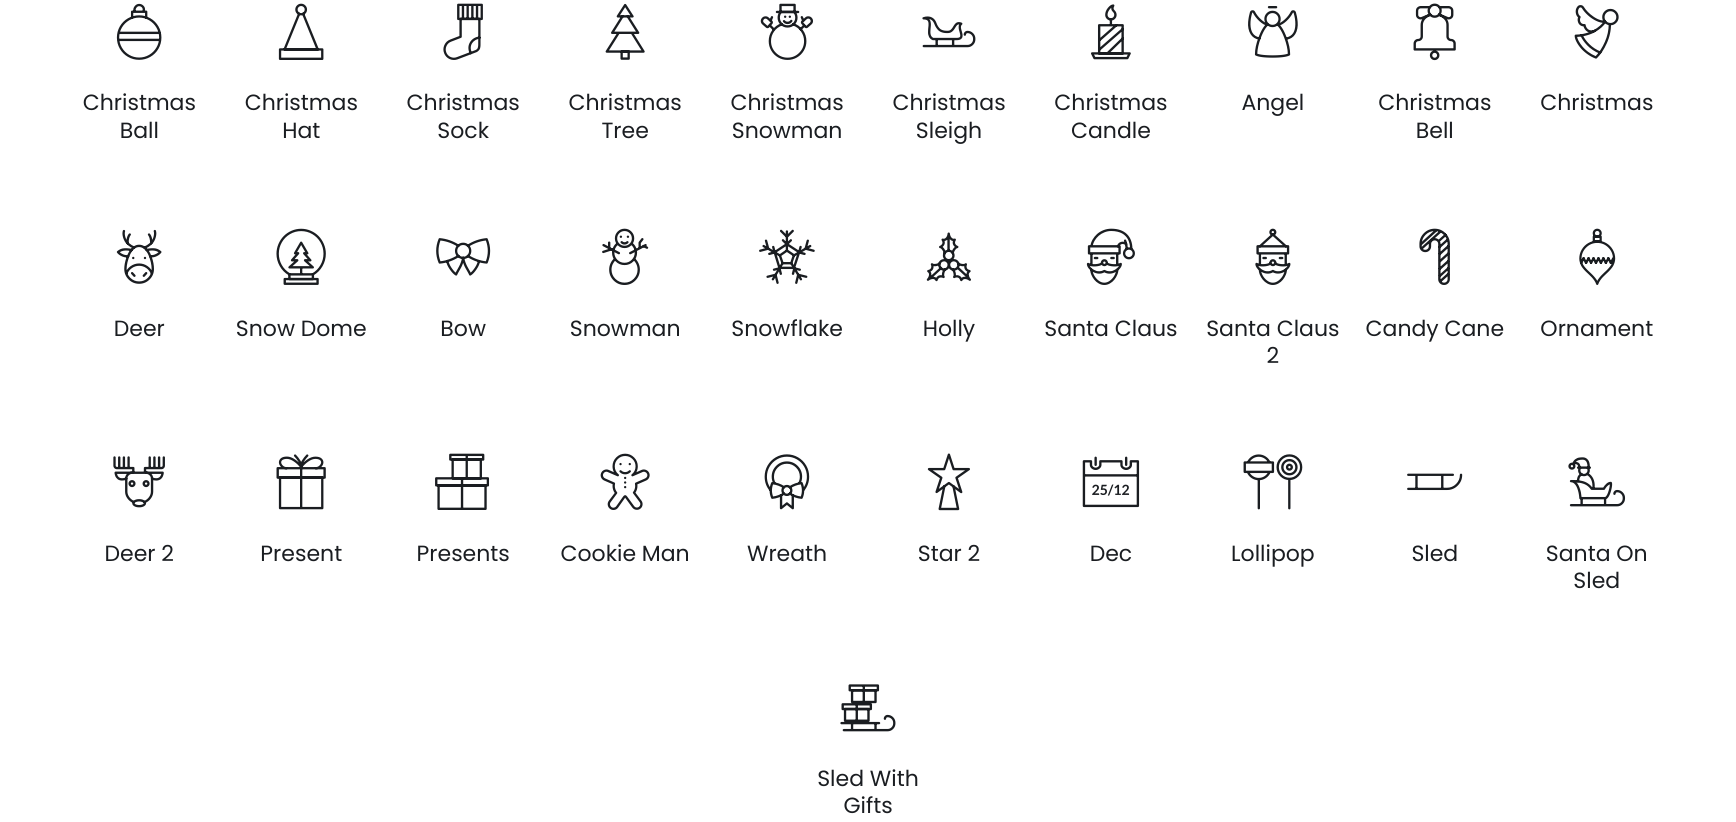 Christmas Ball
Christmas Hat
Christmas Sock
Christmas Tree
Christmas Snowman
Christmas Sleigh
Christmas Candle
Angel
Christmas Bell
Christmas
Deer
Snow Dome
Bow
Snowman
Snowflake
Holly
Santa Claus
Santa Claus 2
Candy Cane
Ornament
25/12
Deer 2
Present
Presents
Cookie Man
Wreath
Star 2
Dec
Lollipop
Sled
Santa On Sled
Sled With Gifts